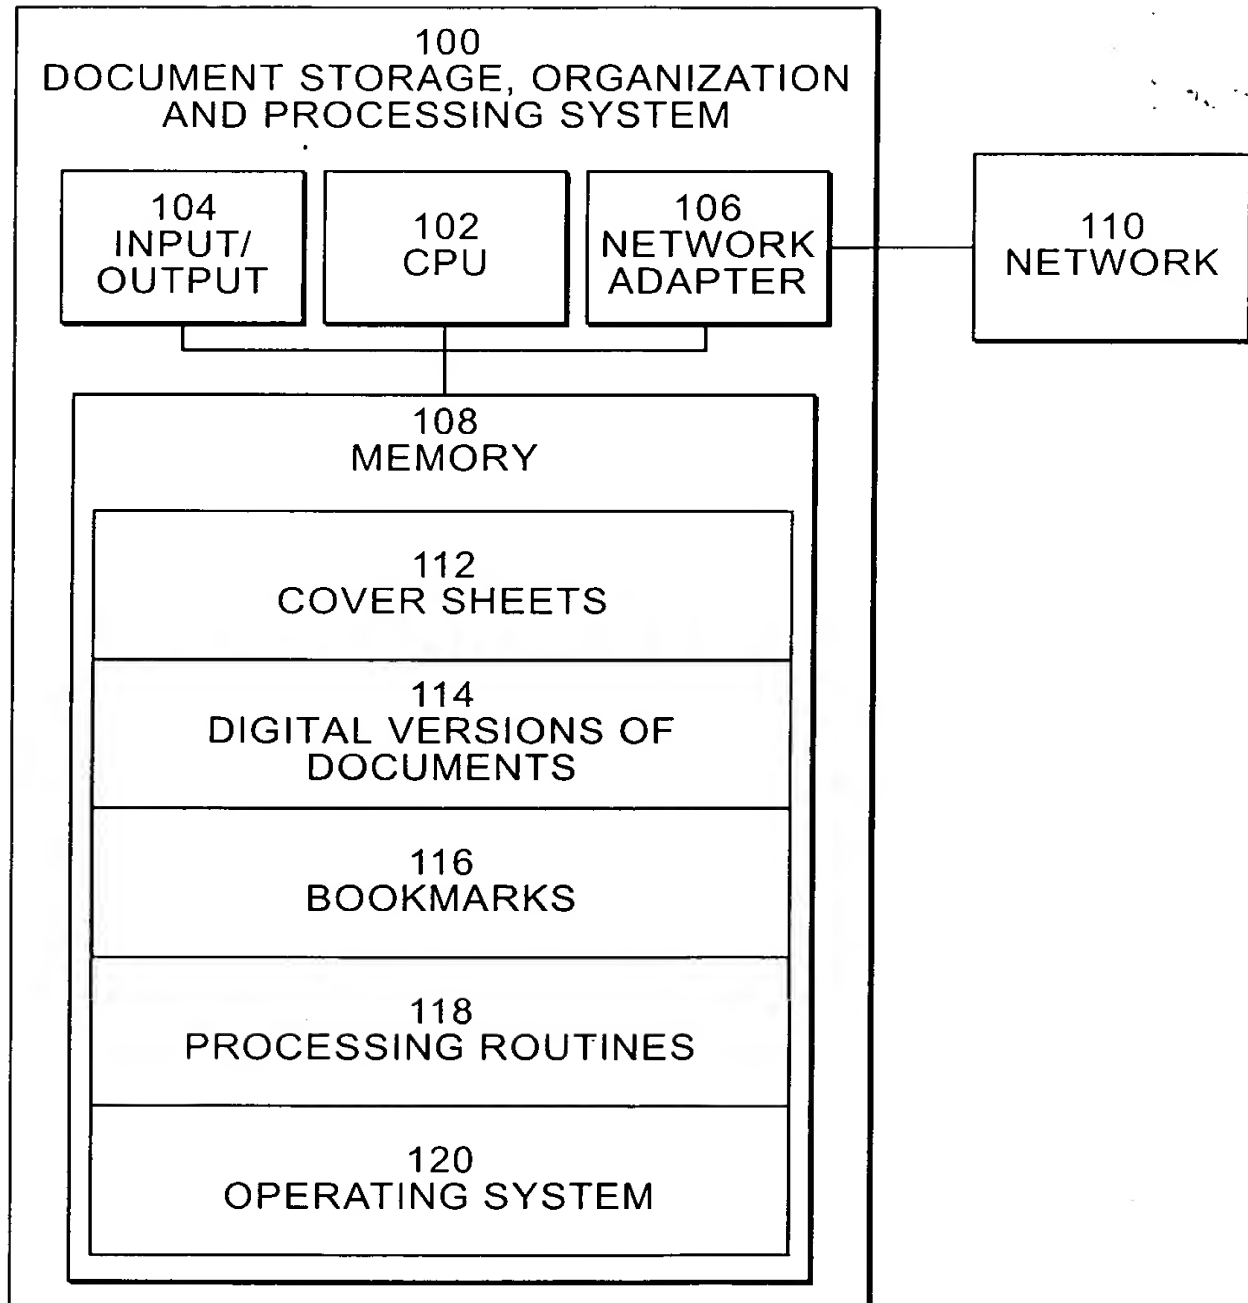 100
DOCUMENT STORAGE, ORGANIZATION
AND PROCESSING SYSTEM
104
INPUT/
OUTPUT
102
CPU
106
NETWORK
ADAPTER
110
NETWORK
108
MEMORY
112
COVER SHEETS
114
DIGITAL VERSIONS OF
DOCUMENTS
116
BOOKMARKS
118
PROCESSING ROUTINES
120
OPERATING SYSTEM